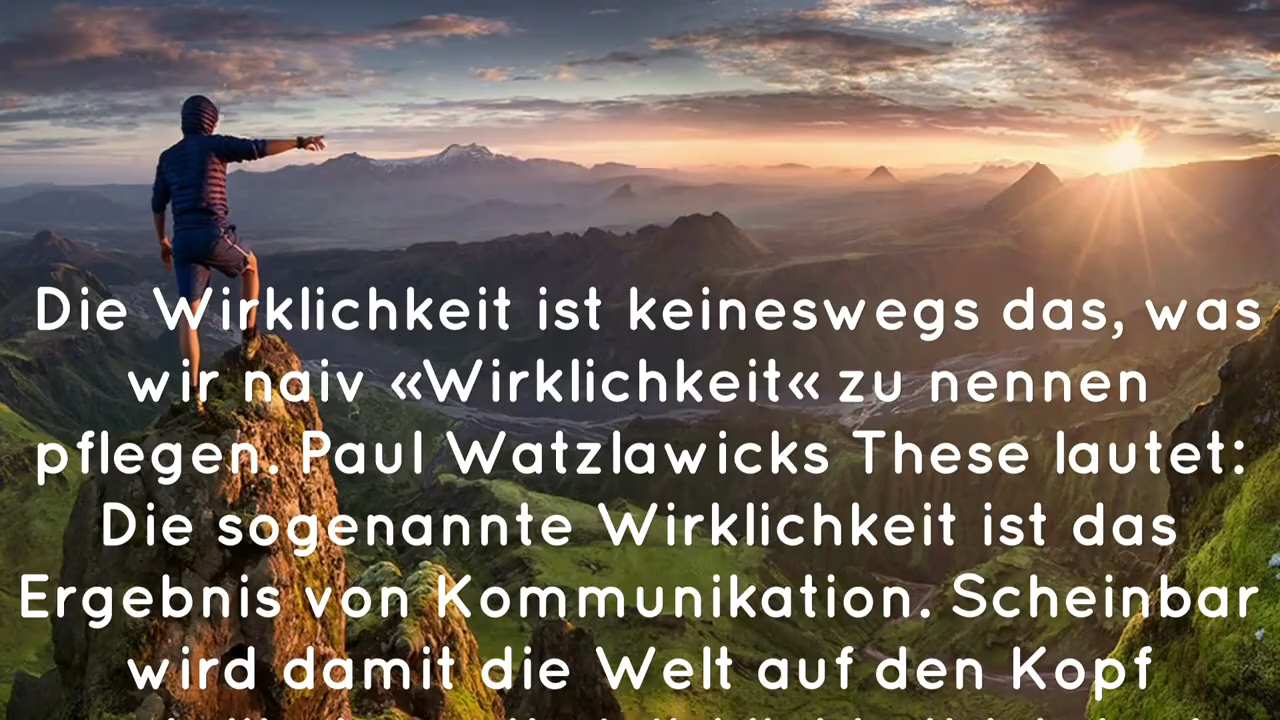 Die Wirklichkeit ist keineswegs das, was
wir naiv «Wirklichkeit« zu nennen
pflegen. Paul Watzlawicks These lautet:
Die sogenannte Wirklichkeit ist das
Ergebnis von Kommunikation. Scheinbar
wird damit die Welt auf den Kopf